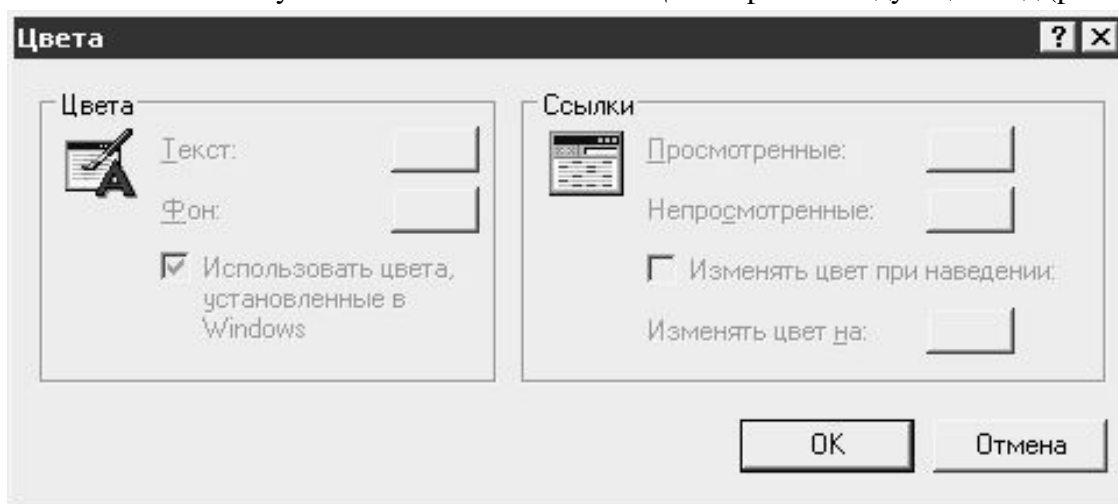 Цвета
Цвета
Текст:
Фон:
Использовать цвета,
установленные в
Windows
Ссылки
Просмотренные:
Непросмотренные:
Изменять цвет при наведении:
Изменять цвет на:
OK
Отмена